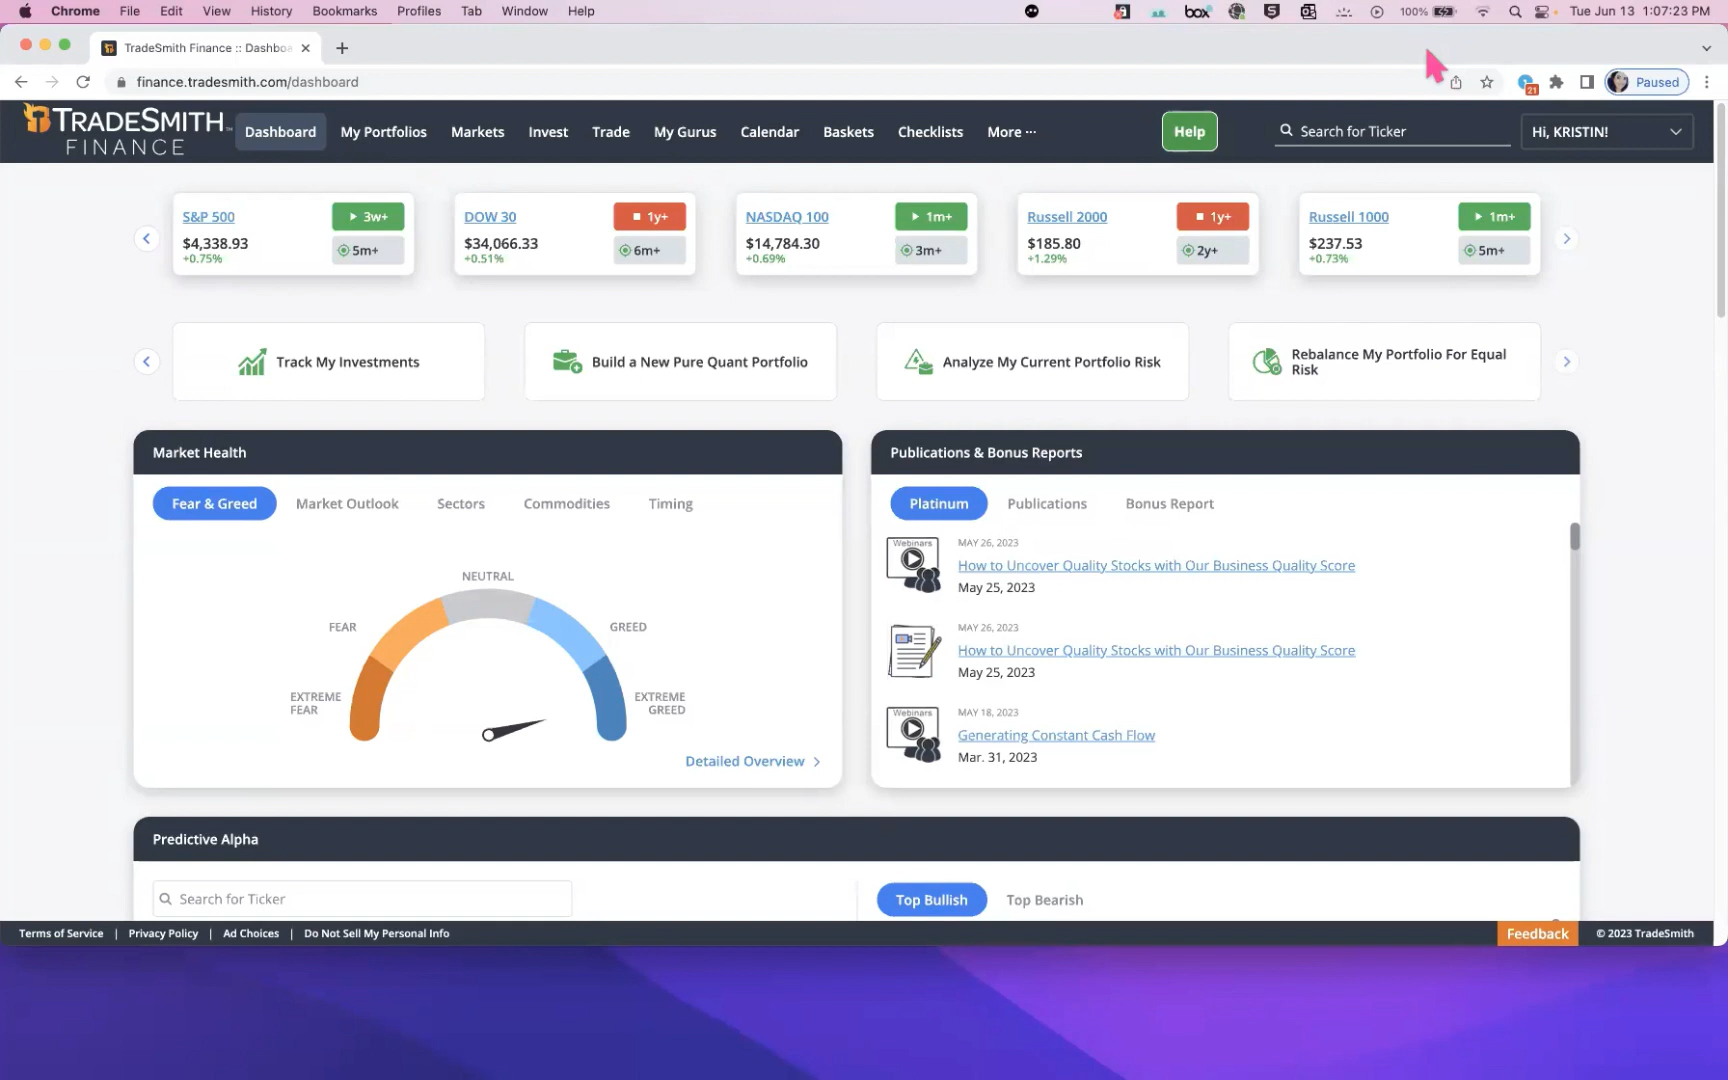 Chrome File Edit View History Bookmarks Profiles Tab Window Help box 100% Tue Jun 13 1:07:23 PM
TradeSmith Finance :: Dashboa
finance.tradesmith.com/dashboard 21 Paused
TRADESMITH FINANCE Dashboard My Portfolios Markets Invest Trade My Gurus Calendar Baskets Checklists More ··· Help Search for Ticker Hi, KRISTIN!
S&P 500 3w+ DOW 30 1y+ NASDAQ 100 1m+ Russell 2000 1y+ Russell 1000 1m+
$4,338.93 5m+ $34,066.33 6m+ $14,784.30 3m+ $185.80 2y+ $237.53 5m+
+0.75% +0.51% +0.69% +1.29% +0.73%
Track My Investments Build a New Pure Quant Portfolio Analyze My Current Portfolio Risk Rebalance My Portfolio For Equal
Risk
Market Health
Fear & Greed Market Outlook Sectors Commodities Timing
NEUTRAL
FEAR GREED
EXTREME FEAR
EXTREME GREED
Detailed Overview
Publications & Bonus Reports
Platinum Publications Bonus Report
Webinars
MAY 26, 2023
How to Uncover Quality Stocks with Our Business Quality Score
May 25, 2023
MAY 26, 2023
How to Uncover Quality Stocks with Our Business Quality Score
May 25, 2023
Webinars
MAY 18, 2023
Generating Constant Cash Flow
Mar. 31, 2023
Predictive Alpha
Search for Ticker
Top Bullish Top Bearish
Terms of Service | Privacy Policy | Ad Choices | Do Not Sell My Personal Info Feedback © 2023 TradeSmith